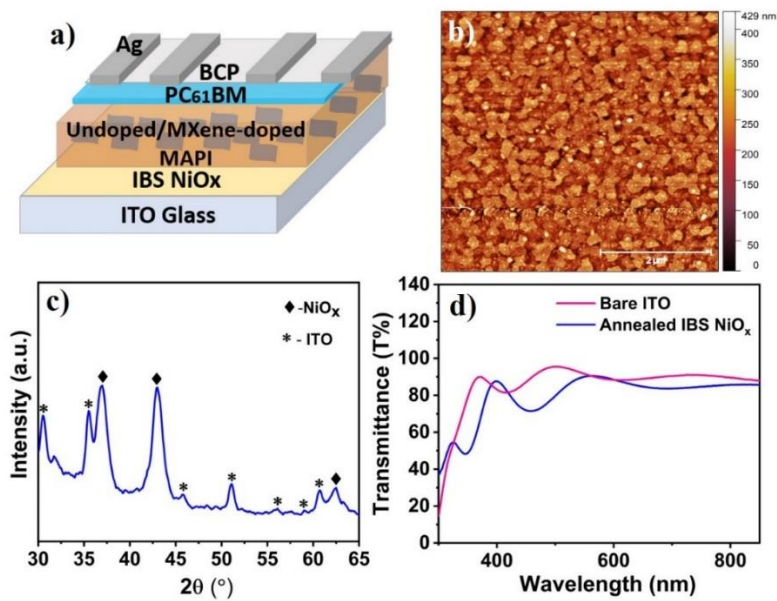 a)
Ag
BCP
PC₆₁BM
Undoped/MXene-doped
MAPI
IBS NiOx
ITO Glass
b)
429 nm
400
350
300
250
200
150
100
50
0
2 µm
c)
♦ -NiOₓ
* - ITO
Intensity (a.u.)
30 35 40 45 50 55 60 65
2θ (°)
d)
Bare ITO
Annealed IBS NiOₓ
Transmittance (T%)
140
120
100
80
60
40
20
0
400 600 800
Wavelength (nm)